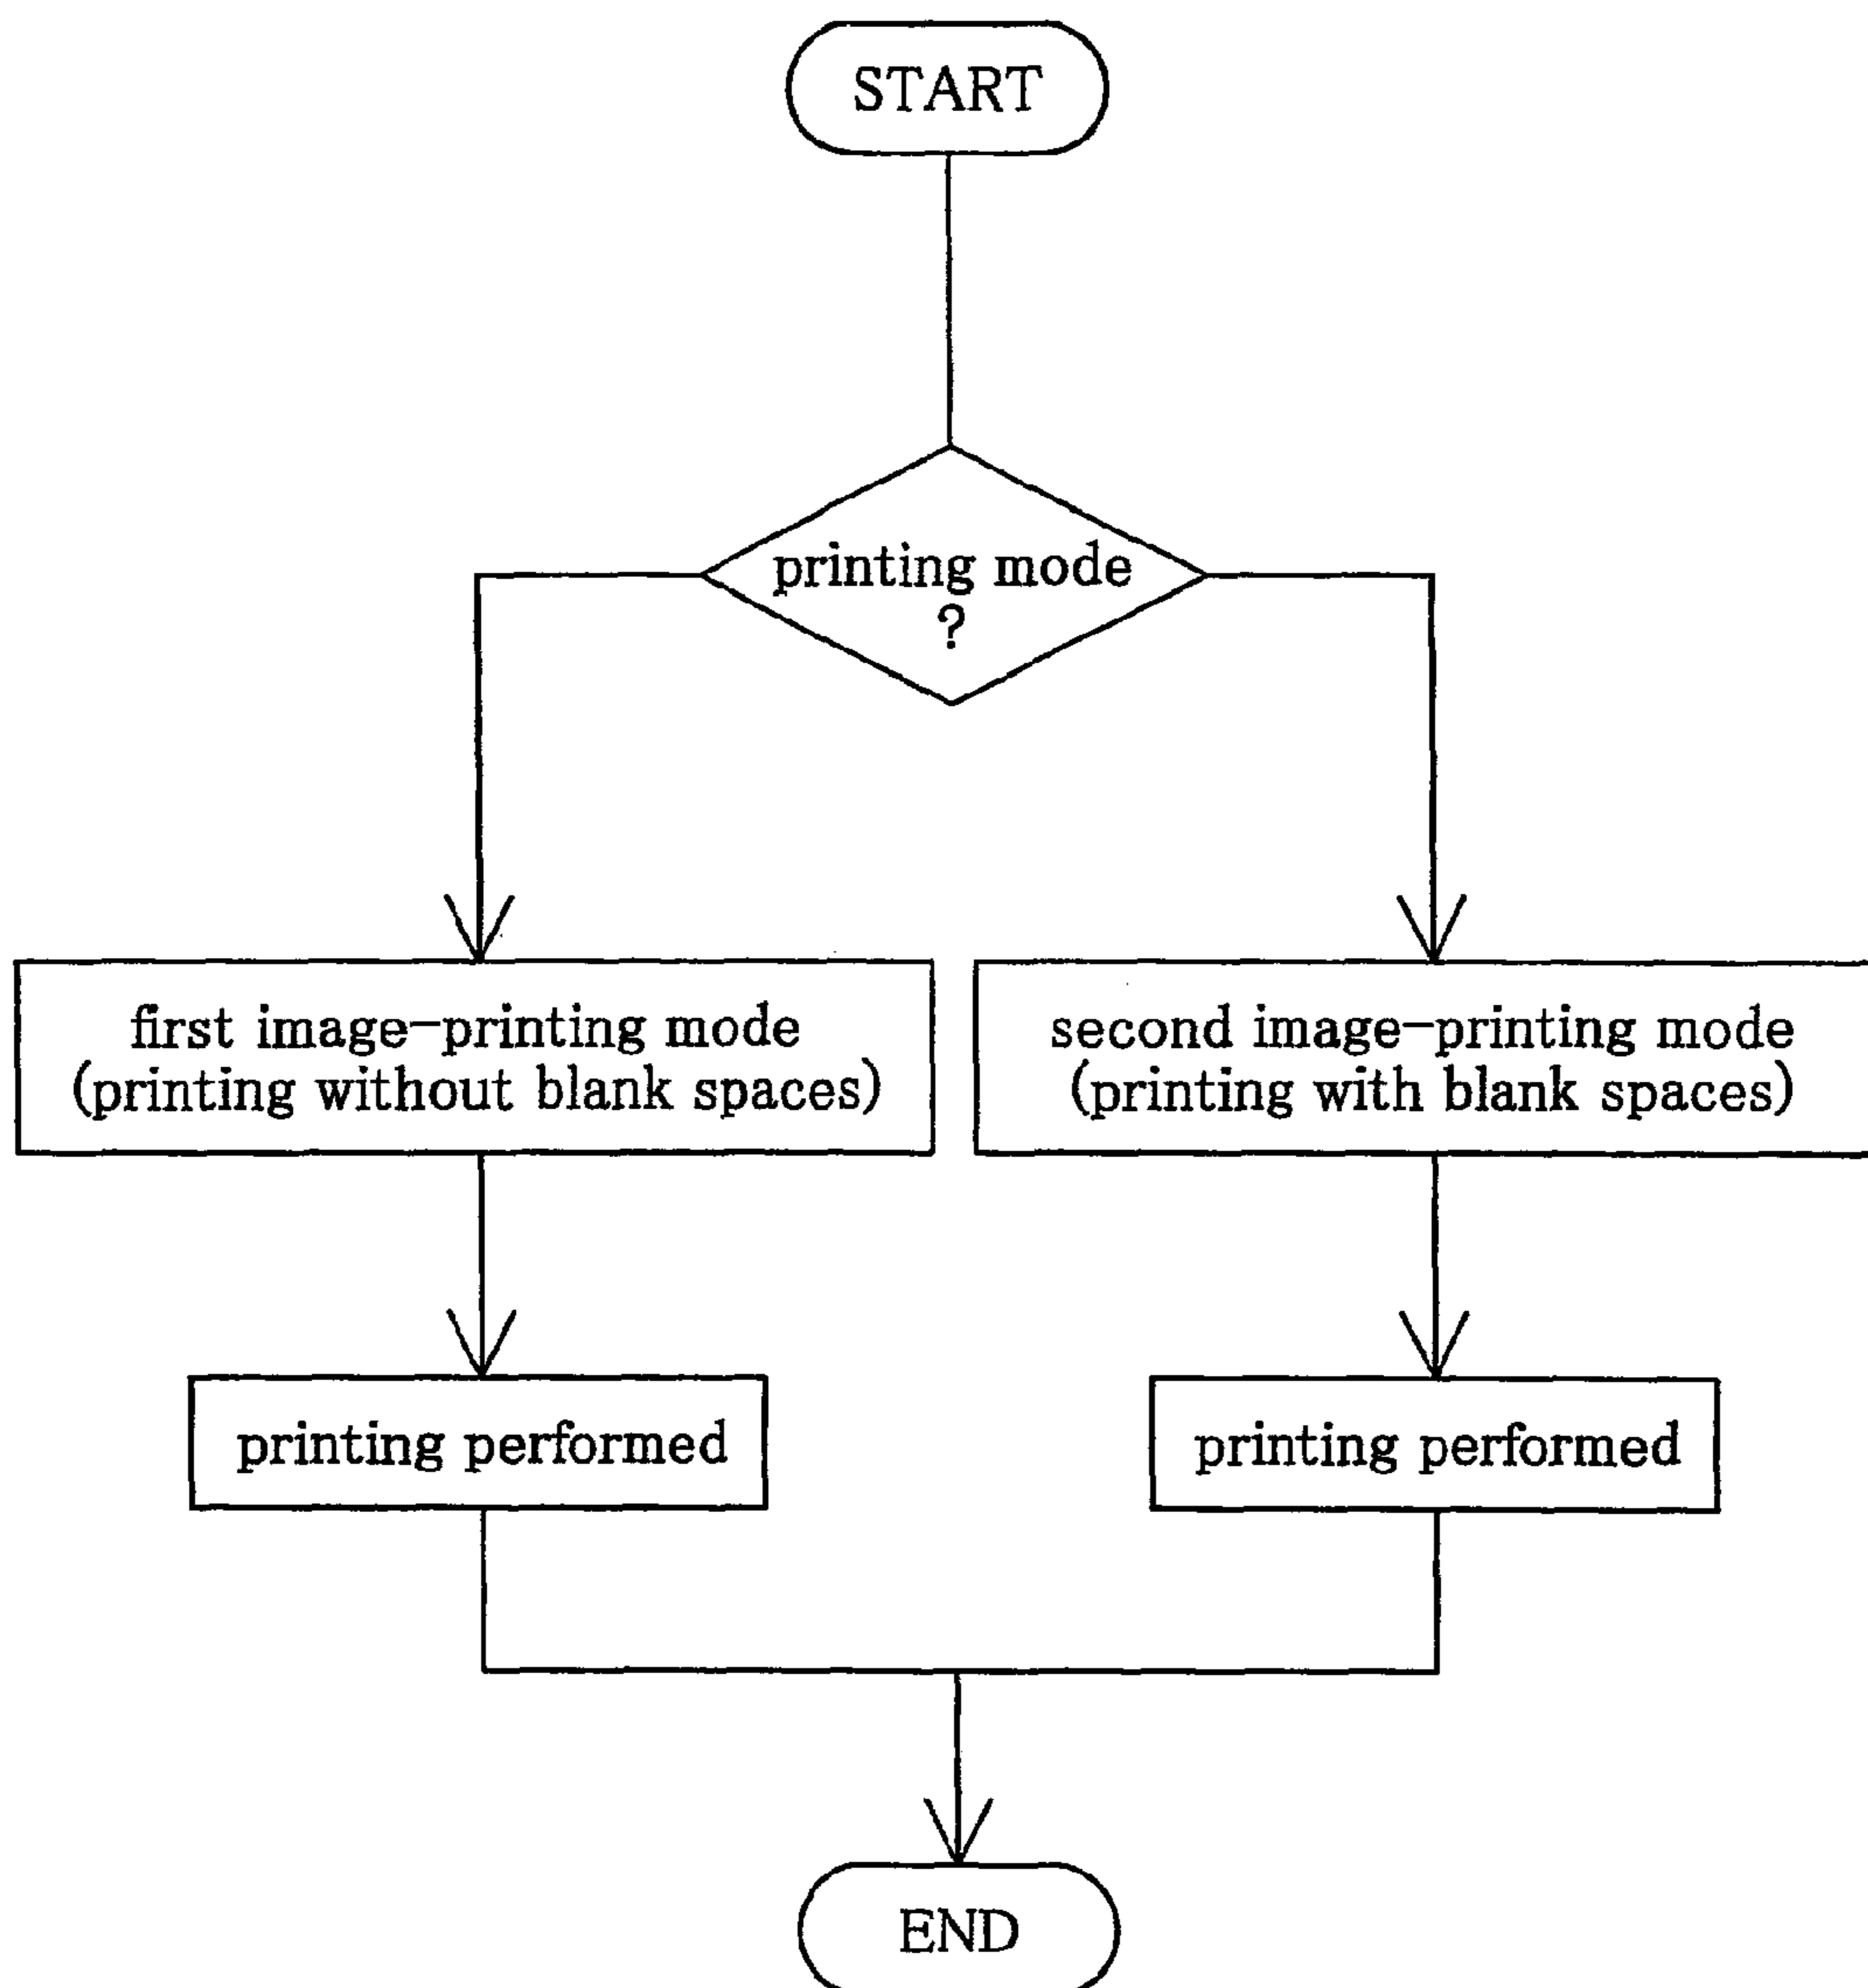 START
printing mode
?
first image-printing mode
(printing without blank spaces)
second image-printing mode
(printing with blank spaces)
printing performed
printing performed
END